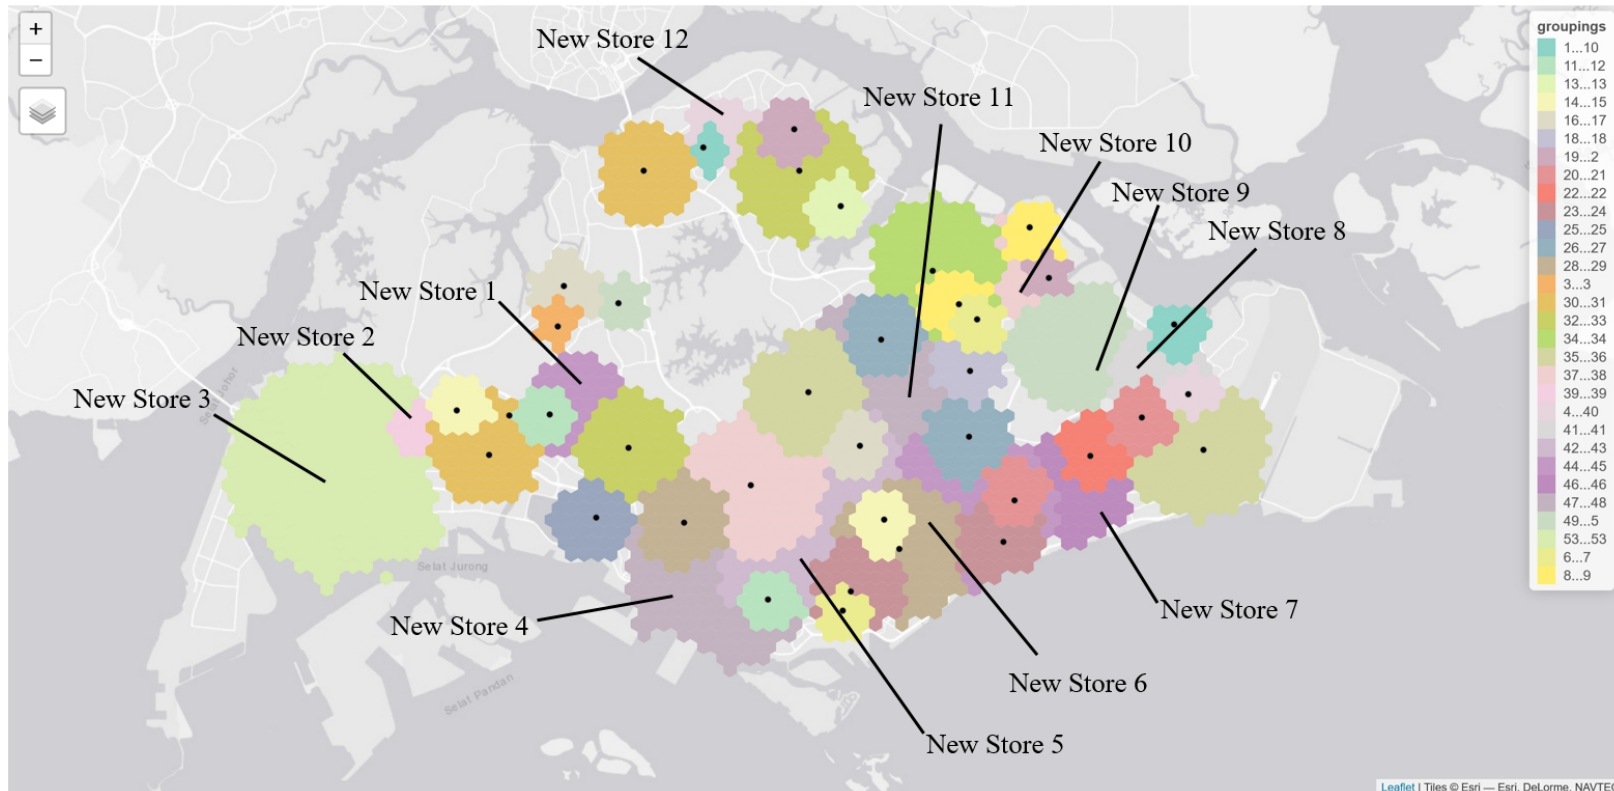 +
−
New Store 12
New Store 11
New Store 10
New Store 9
New Store 8
New Store 1
New Store 2
New Store 3
New Store 4
New Store 7
New Store 6
New Store 5
Selat Jurong
Selat Pandan
groupings
1...10
11...12
13...13
14...15
16...17
18...18
19...2
20...21
22...22
23...24
25...25
26...27
28...29
3...3
30...31
32...33
34...34
35...36
37...38
39...39
4...40
41...41
42...43
44...45
46...46
47...48
49...5
53...53
6...7
8...9
Leaflet | Tiles © Esri — Esri, DeLorme, NAVTEQ